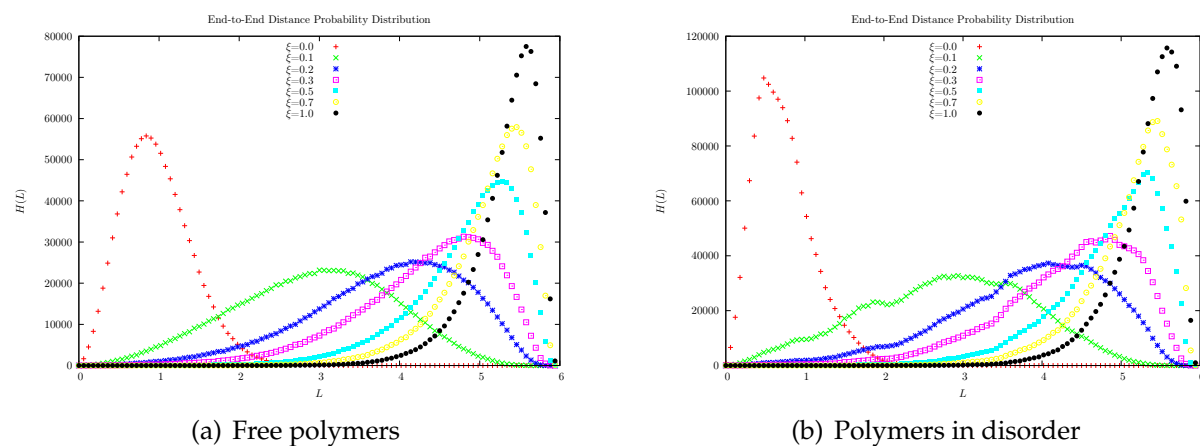 End-to-End Distance Probability Distribution
80000
70000
60000
50000
40000
30000
20000
10000
0
H(L)
ξ=0.0
ξ=0.1
ξ=0.2
ξ=0.3
ξ=0.5
ξ=0.7
ξ=1.0
0 1 2 3 4 5 6
L
(a) Free polymers
End-to-End Distance Probability Distribution
120000
100000
80000
60000
40000
20000
0
H(L)
ξ=0.0
ξ=0.1
ξ=0.2
ξ=0.3
ξ=0.5
ξ=0.7
ξ=1.0
0 1 2 3 4 5
L
(b) Polymers in disorder